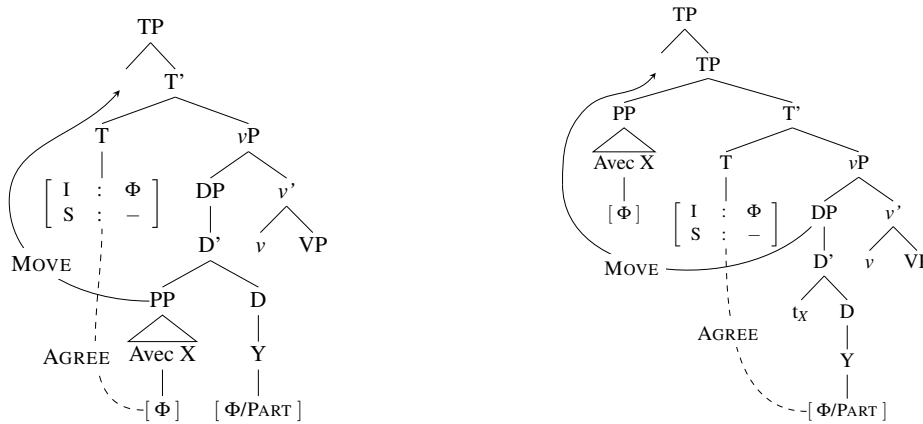 TP
T'
T vP
[ I : Φ
S : – ]
DP v'
D' v VP
MOVE
PP D
AGREE Avec X Y
[ Φ ] [ Φ/PART ]
TP
TP
PP T'
Avec X T vP
[ Φ ] [ I : Φ
S : – ]
DP v'
MOVE D' v VP
tX D
AGREE Y
[ Φ/PART ]